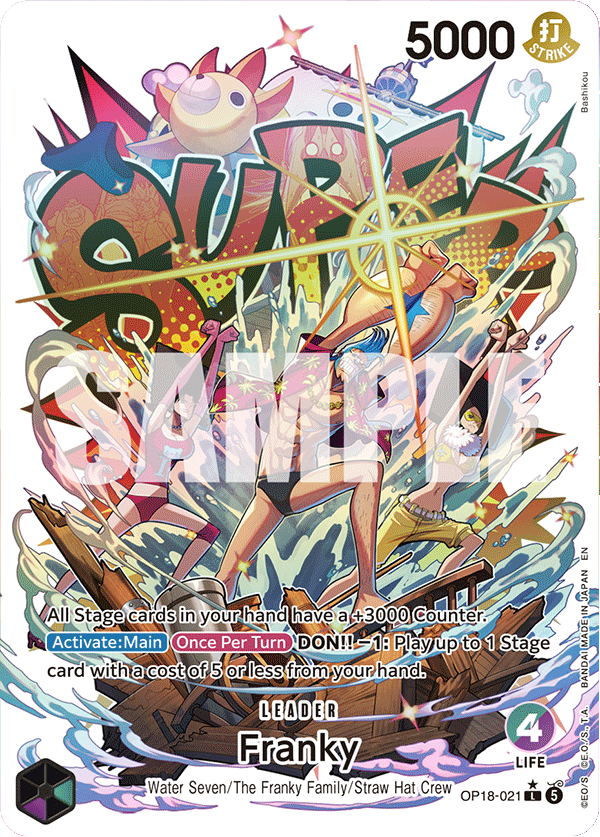 5000
打
STRIKE
Bashikou
SUPER
SAMPLE
All Stage cards in your hand have a +3000 Counter.
Activate:Main Once Per Turn DON!! −1: Play up to 1 Stage
card with a cost of 5 or less from your hand.
LEADER
Franky
4
LIFE
Water Seven/The Franky Family/Straw Hat Crew
OP18-021 L 5
©E.O./S. ©E.O./S., T.A. BANDAI MADE IN JAPAN EN